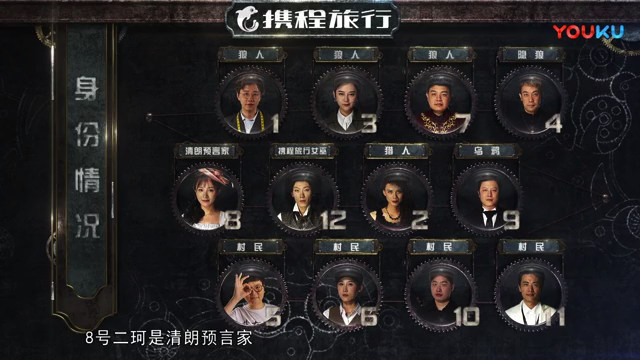 携程旅行
YOUKU
身份情况
狼人
狼人
狼人
隐狼
1
3
7
4
清朗预言家
携程旅行女巫
猎人
乌鸦
8
12
2
9
村民
村民
村民
村民
5
6
10
11
8号二珂是清朗预言家